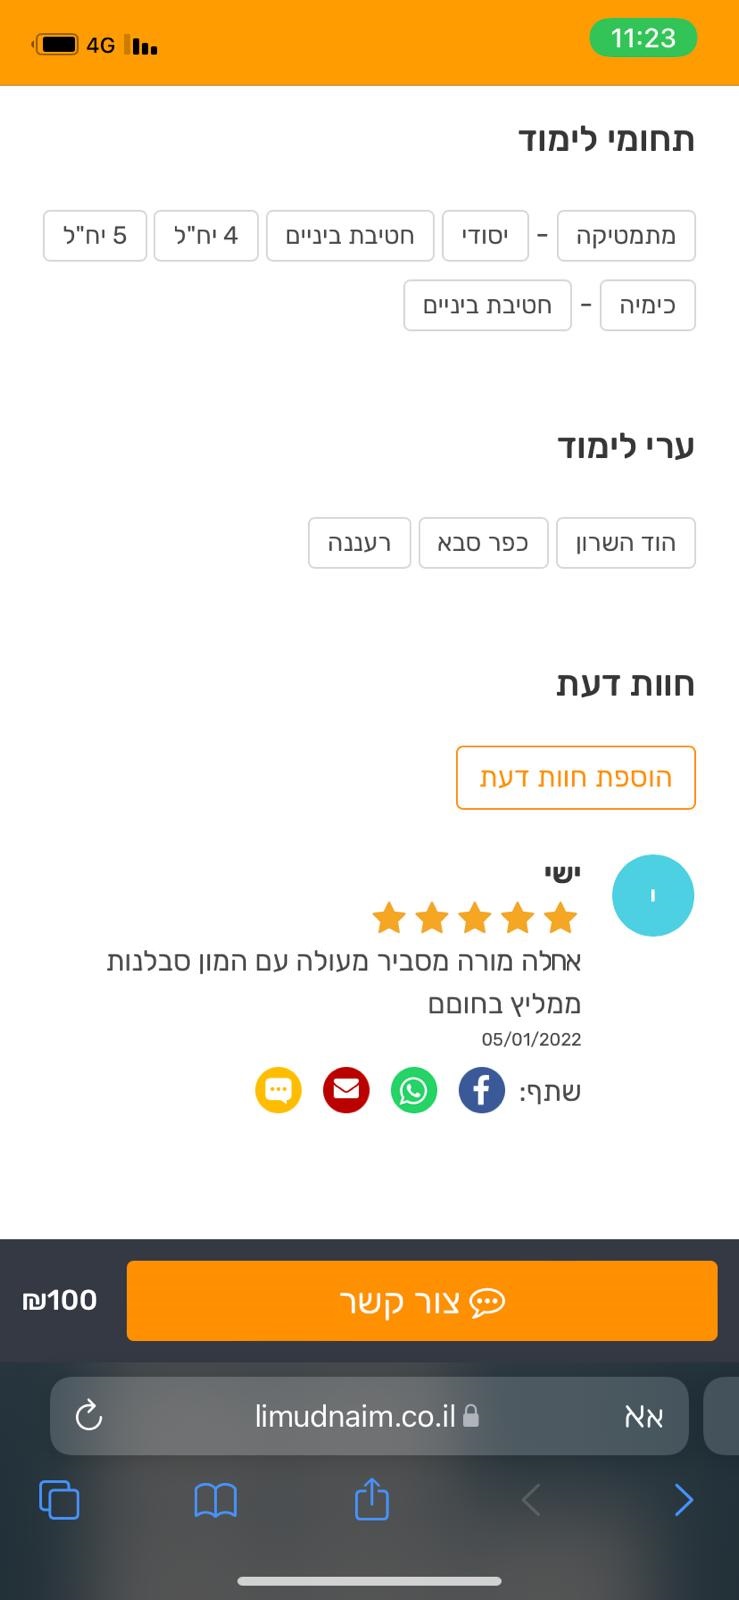 11:23
4G
תחומי לימוד
מתמטיקה - יסודי חטיבת ביניים 4 יח"ל 5 יח"ל
כימיה - חטיבת ביניים
ערי לימוד
הוד השרון כפר סבא רעננה
חוות דעת
הוספת חוות דעת
י
ישי
אחלה מורה מסביר מעולה עם המון סבלנות
ממליץ בחוםם
05/01/2022
שתף:
צור קשר
₪100
אא limudnaim.co.il